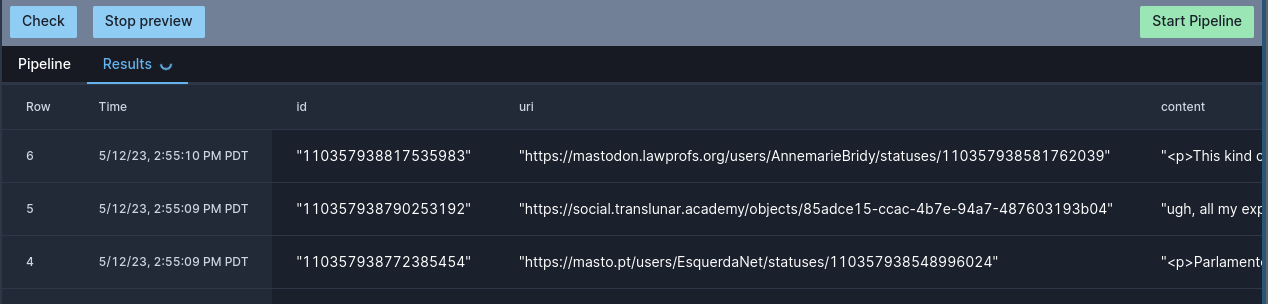 Check Stop preview Start Pipeline
Pipeline Results
Row Time id uri content
6 5/12/23, 2:55:10 PM PDT "110357938817535983" "https://mastodon.lawprofs.org/users/AnnemarieBridy/statuses/110357938581762039" "<p>This kind
5 5/12/23, 2:55:09 PM PDT "110357938790253192" "https://social.translunar.academy/objects/85adce15-ccac-4b7e-94a7-487603193b04" "ugh, all my exp
4 5/12/23, 2:55:09 PM PDT "110357938772385454" "https://masto.pt/users/EsquerdaNet/statuses/110357938548996024" "<p>Parlament